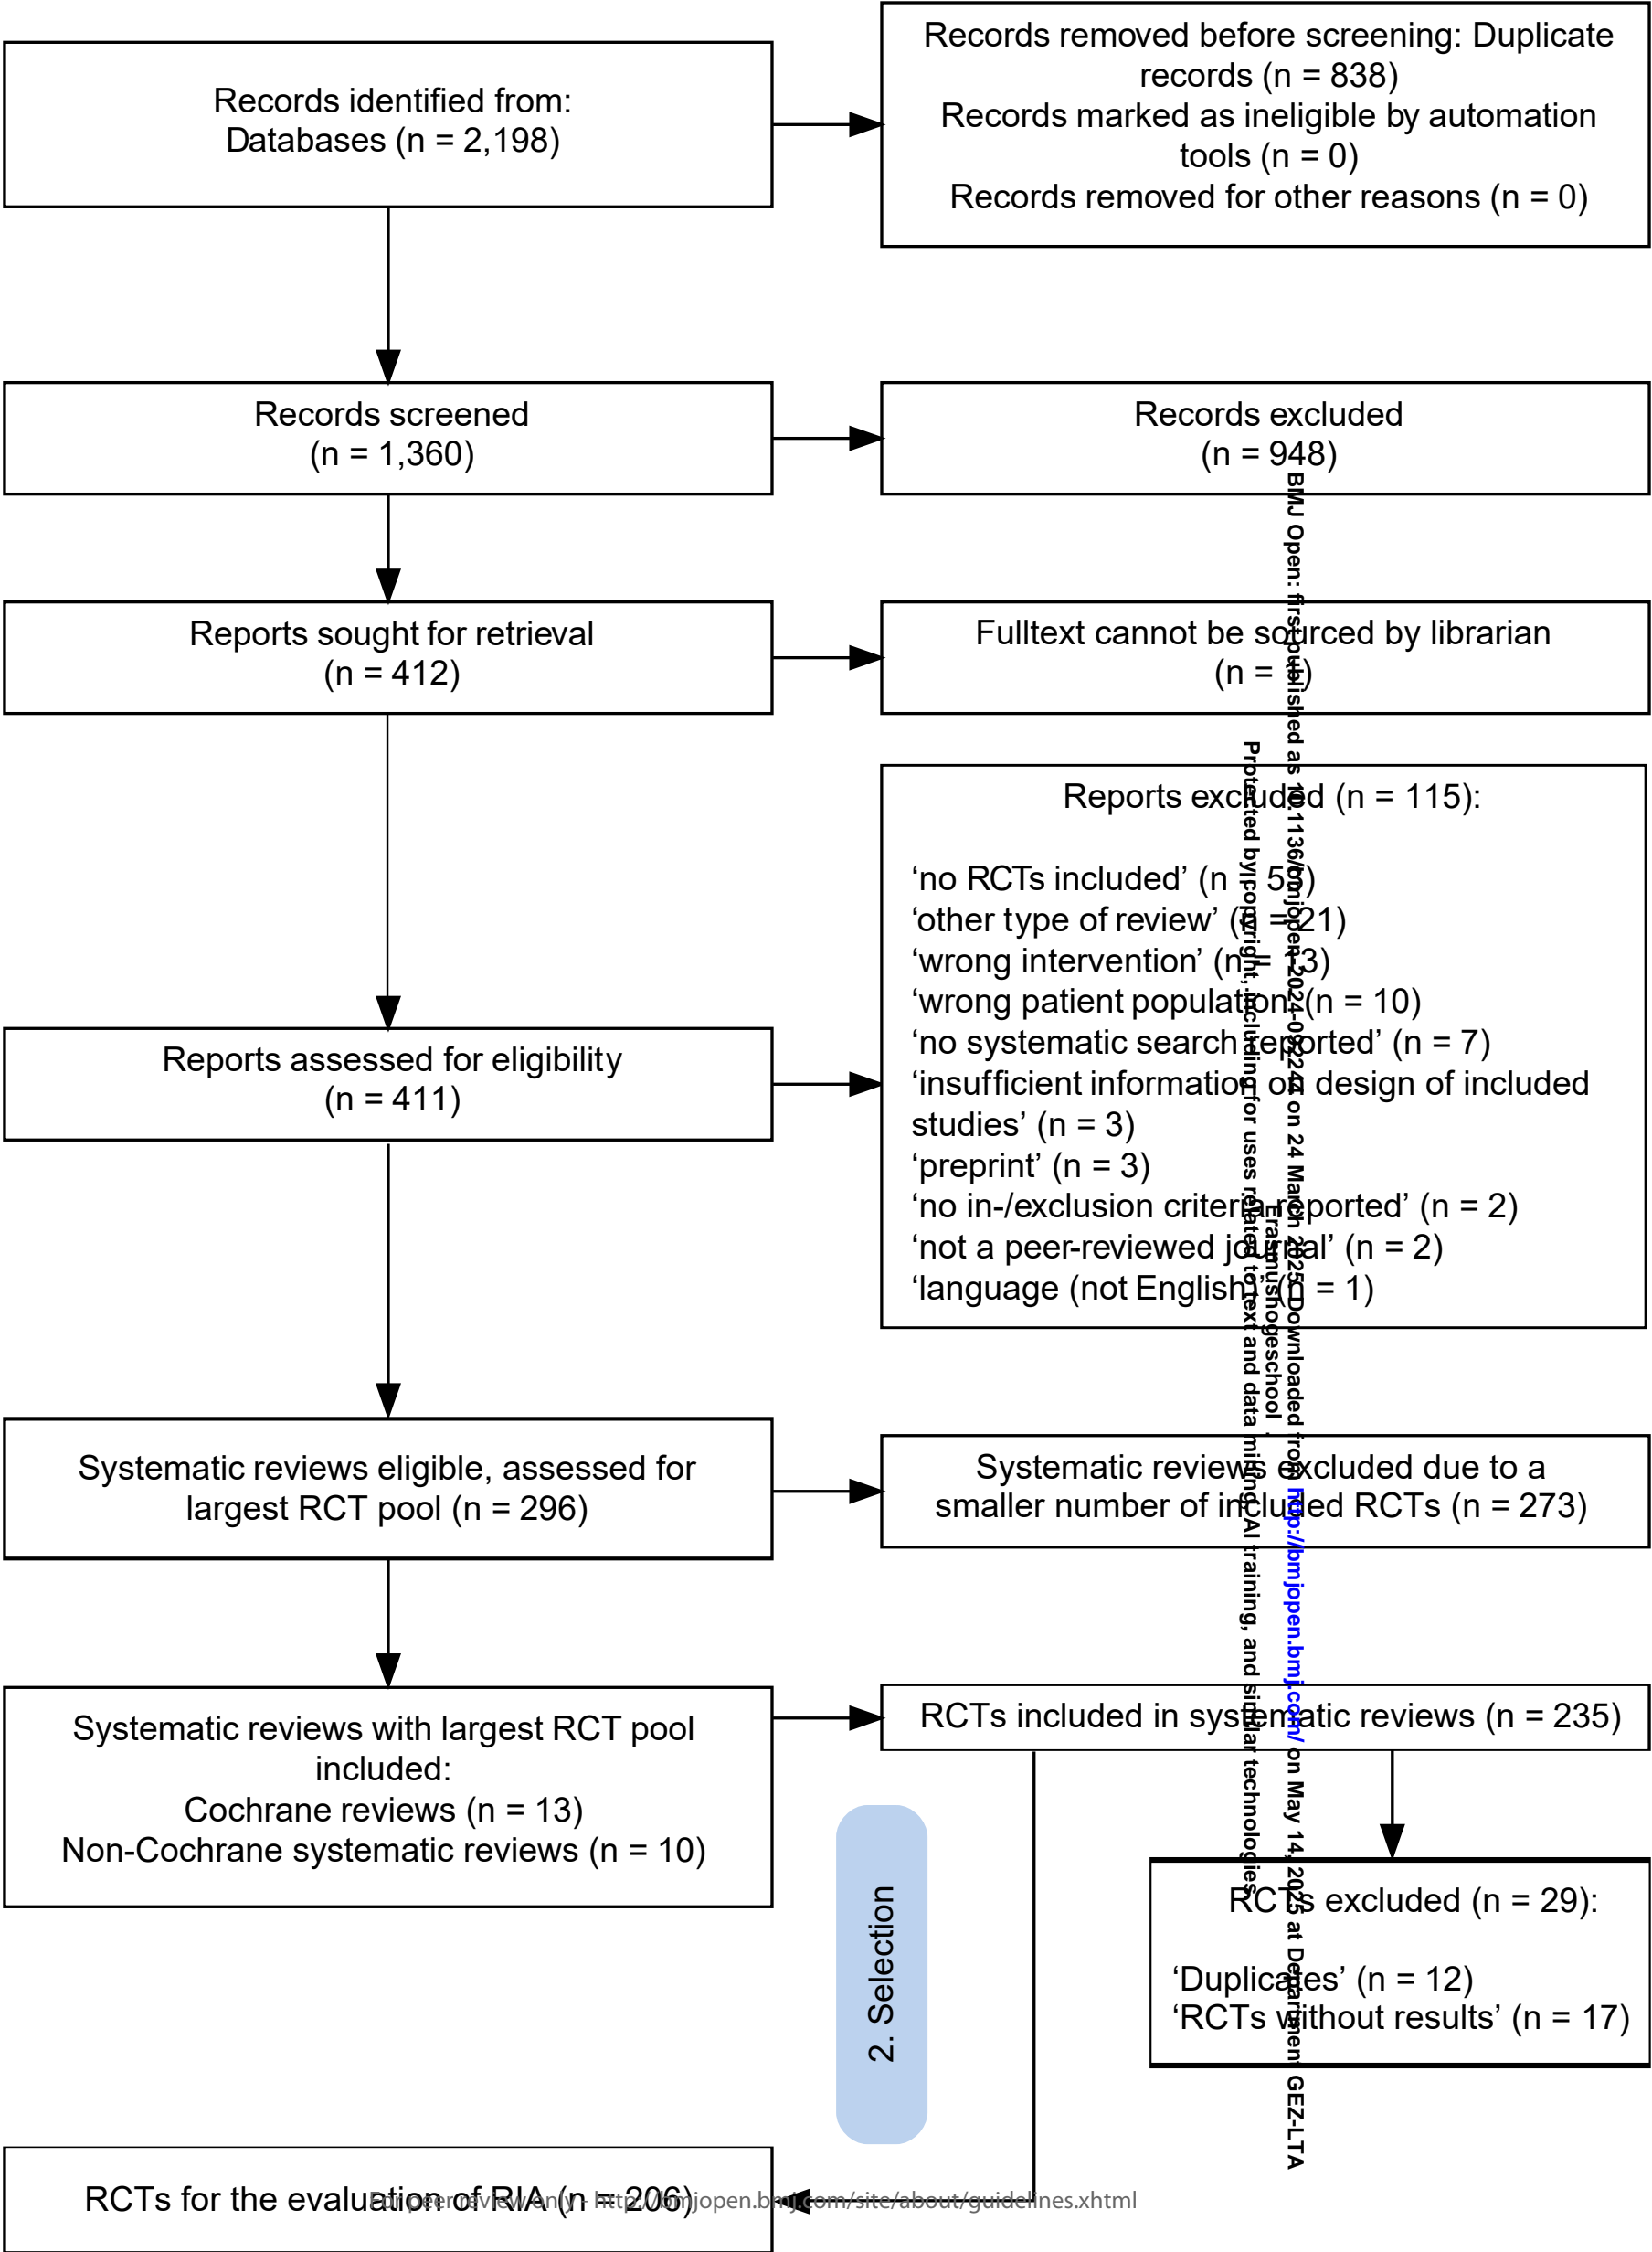 Records identified from:
Databases (n = 2,198)
Records removed before screening: Duplicate
records (n = 838)
Records marked as ineligible by automation
tools (n = 0)
Records removed for other reasons (n = 0)
Records screened
(n = 1,360)
Records excluded
(n = 948)
Reports sought for retrieval
(n = 412)
Fulltext cannot be sourced by librarian
(n = )
Reports excluded (n = 115):
‘no RCTs included’ (n = 53)
‘other type of review’ (n = 21)
‘wrong intervention’ (n = 13)
‘wrong patient population’ (n = 10)
‘no systematic search reported’ (n = 7)
‘insufficient information on design of included
studies’ (n = 3)
‘preprint’ (n = 3)
‘no in-/exclusion criteria reported’ (n = 2)
‘not a peer-reviewed journal’ (n = 2)
‘language (not English)’ (n = 1)
Reports assessed for eligibility
(n = 411)
Systematic reviews eligible, assessed for
largest RCT pool (n = 296)
Systematic reviews excluded due to a
smaller number of included RCTs (n = 273)
Systematic reviews with largest RCT pool
included:
Cochrane reviews (n = 13)
Non-Cochrane systematic reviews (n = 10)
RCTs included in systematic reviews (n = 235)
2. Selection
RCTs excluded (n = 29):
‘Duplicates’ (n = 12)
‘RCTs without results’ (n = 17)
RCTs for the evaluation of RIA (n = 206)
For peer review only - http://bmjopen.bmj.com/site/about/guidelines.xhtml
BMJ Open: first published as 10.1136/bmjopen-2024-092244 on 24 March 2025. Downloaded from http://bmjopen.bmj.com/ on May 14, 2025 at Department GEZ-LTA
Erasmushogeschool .
Protected by copyright, including for uses related to text and data mining, AI training, and similar technologies.